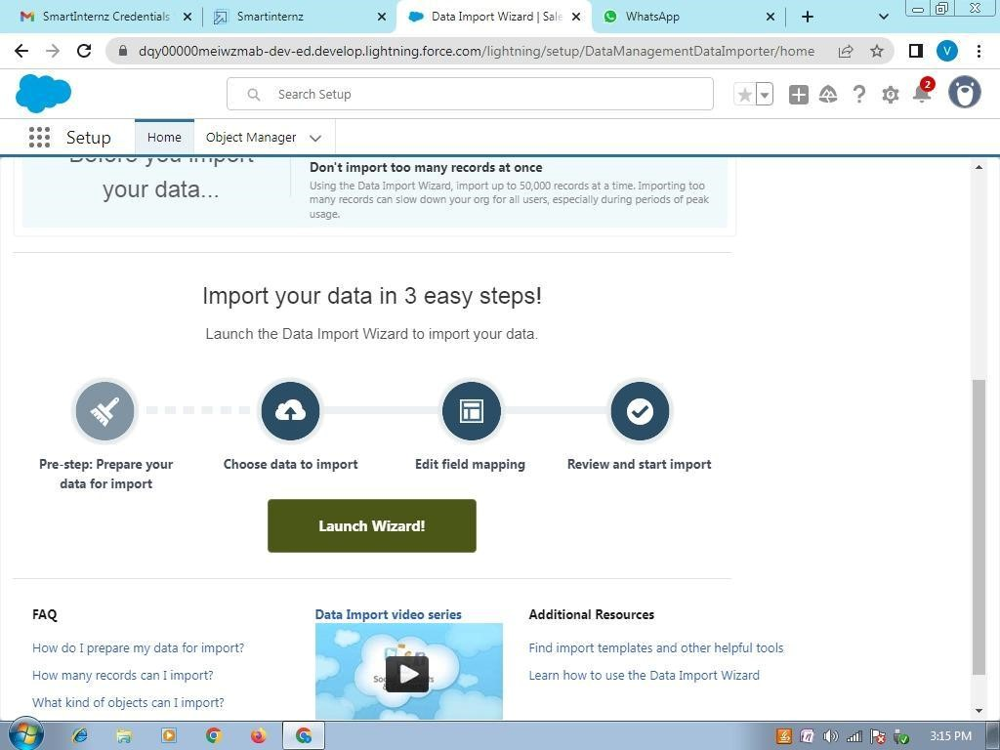 SmartInternz Credentials
Smartinternz
Data Import Wizard | Sale
WhatsApp
dqy00000meiwzmab-dev-ed.develop.lightning.force.com/lightning/setup/DataManagementDataImporter/home
V
Search Setup
2
Setup
Home
Object Manager
Before you import
your data...
Don't import too many records at once
Using the Data Import Wizard, import up to 50,000 records at a time. Importing too
many records can slow down your org for all users, especially during periods of peak
usage.
Import your data in 3 easy steps!
Launch the Data Import Wizard to import your data.
Pre-step: Prepare your
data for import
Choose data to import
Edit field mapping
Review and start import
Launch Wizard!
FAQ
How do I prepare my data for import?
How many records can I import?
What kind of objects can I import?
Data Import video series
Additional Resources
Find import templates and other helpful tools
Learn how to use the Data Import Wizard
3:15 PM